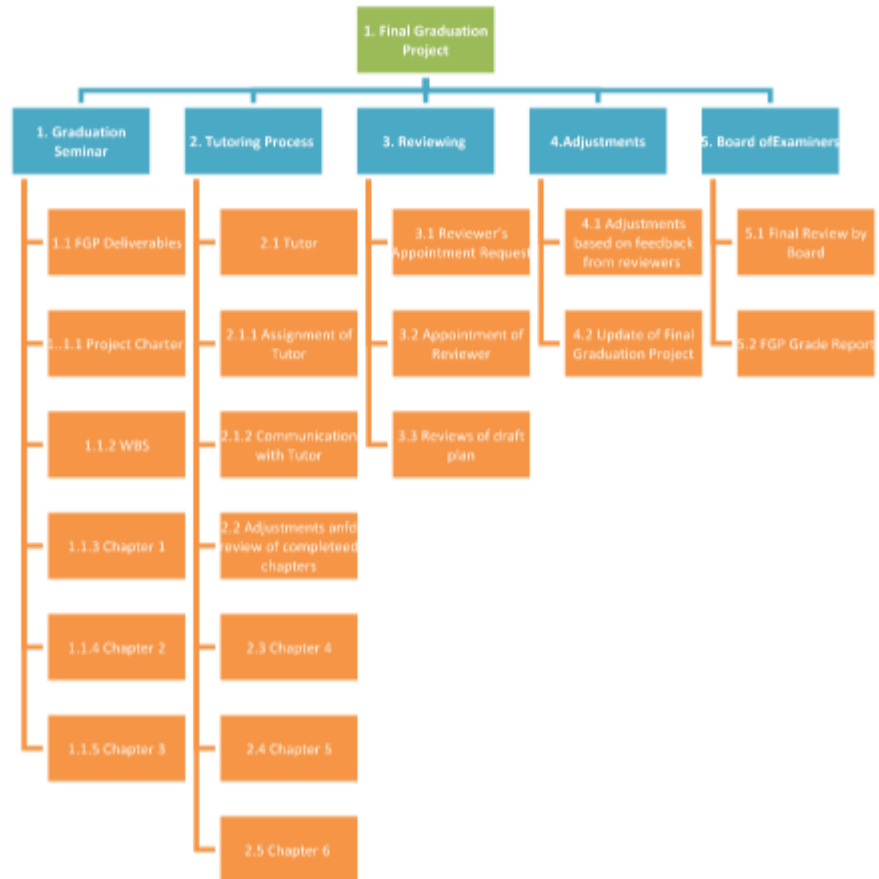 1. Final Graduation
Project
1. Graduation
Seminar
2. Tutoring Process
3. Reviewing
4.Adjustments
5. Board ofExaminers
1.1 FGP Deliverables
1..1.1 Project Charter
1.1.2 WBS
1.1.3 Chapter 1
1.1.4 Chapter 2
1.1.5 Chapter 3
2.1 Tutor
2.1.1 Assignment of
Tutor
2.1.2 Communication
with Tutor
2.2 Adjustments anfd
review of completeed
chapters
2.3 Chapter 4
2.4 Chapter 5
2.5 Chapter 6
3.1 Reviewer's
Appointment Request
3.2 Appointment of
Reviewer
3.3 Reviews of draft
plan
4.1 Adjustments
based on feedback
from reviewers
4.2 Update of Final
Graduation Project
5.1 Final Review by
Board
5.2 FGP Grade Report